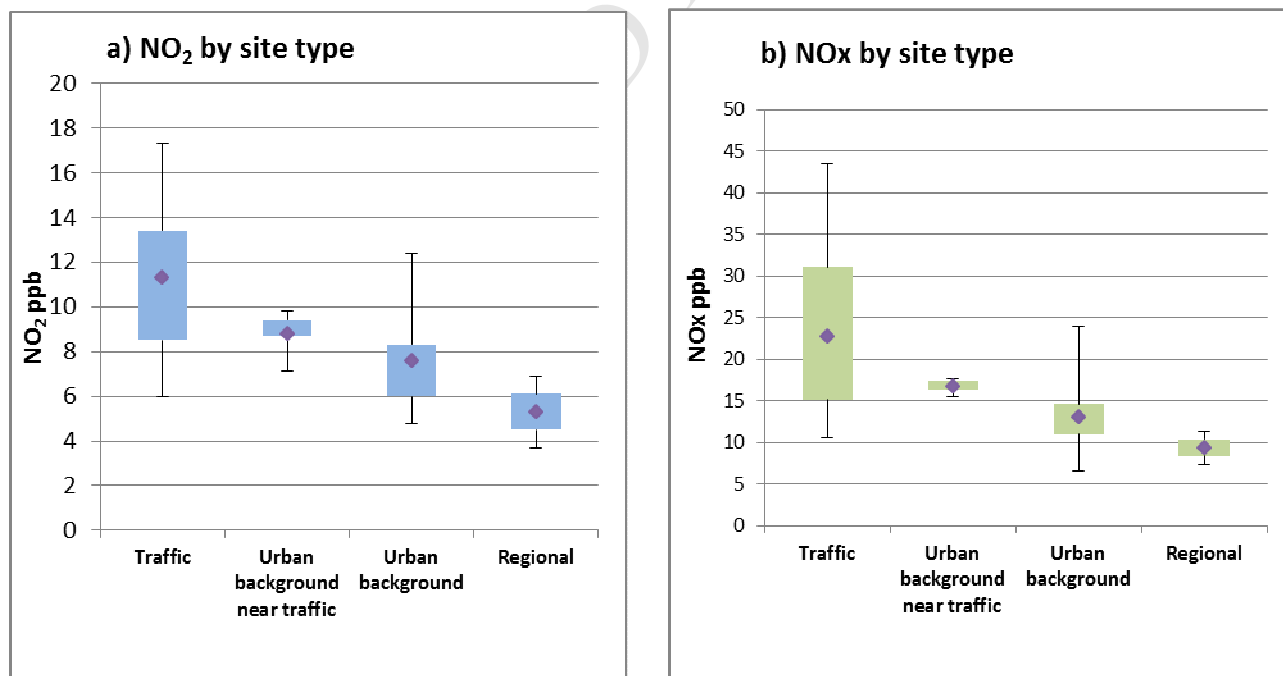 a) NO₂ by site type
20
18
16
14
12
10
8
6
4
2
0
NO₂ ppb
Traffic
Urban
background
near traffic
Urban
background
Regional
b) NOx by site type
50
45
40
35
30
25
20
15
10
5
0
NOx ppb
Traffic
Urban
background
near traffic
Urban
background
Regional